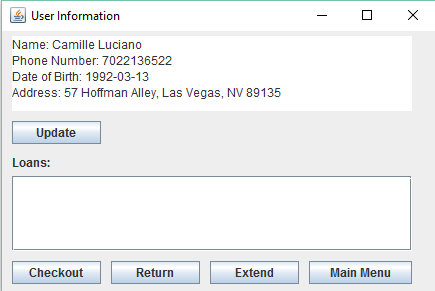 User Information
Name: Camille Luciano
Phone Number: 7022136522
Date of Birth: 1992-03-13
Address: 57 Hoffman Alley, Las Vegas, NV 89135
Update
Loans:
Checkout Return Extend Main Menu